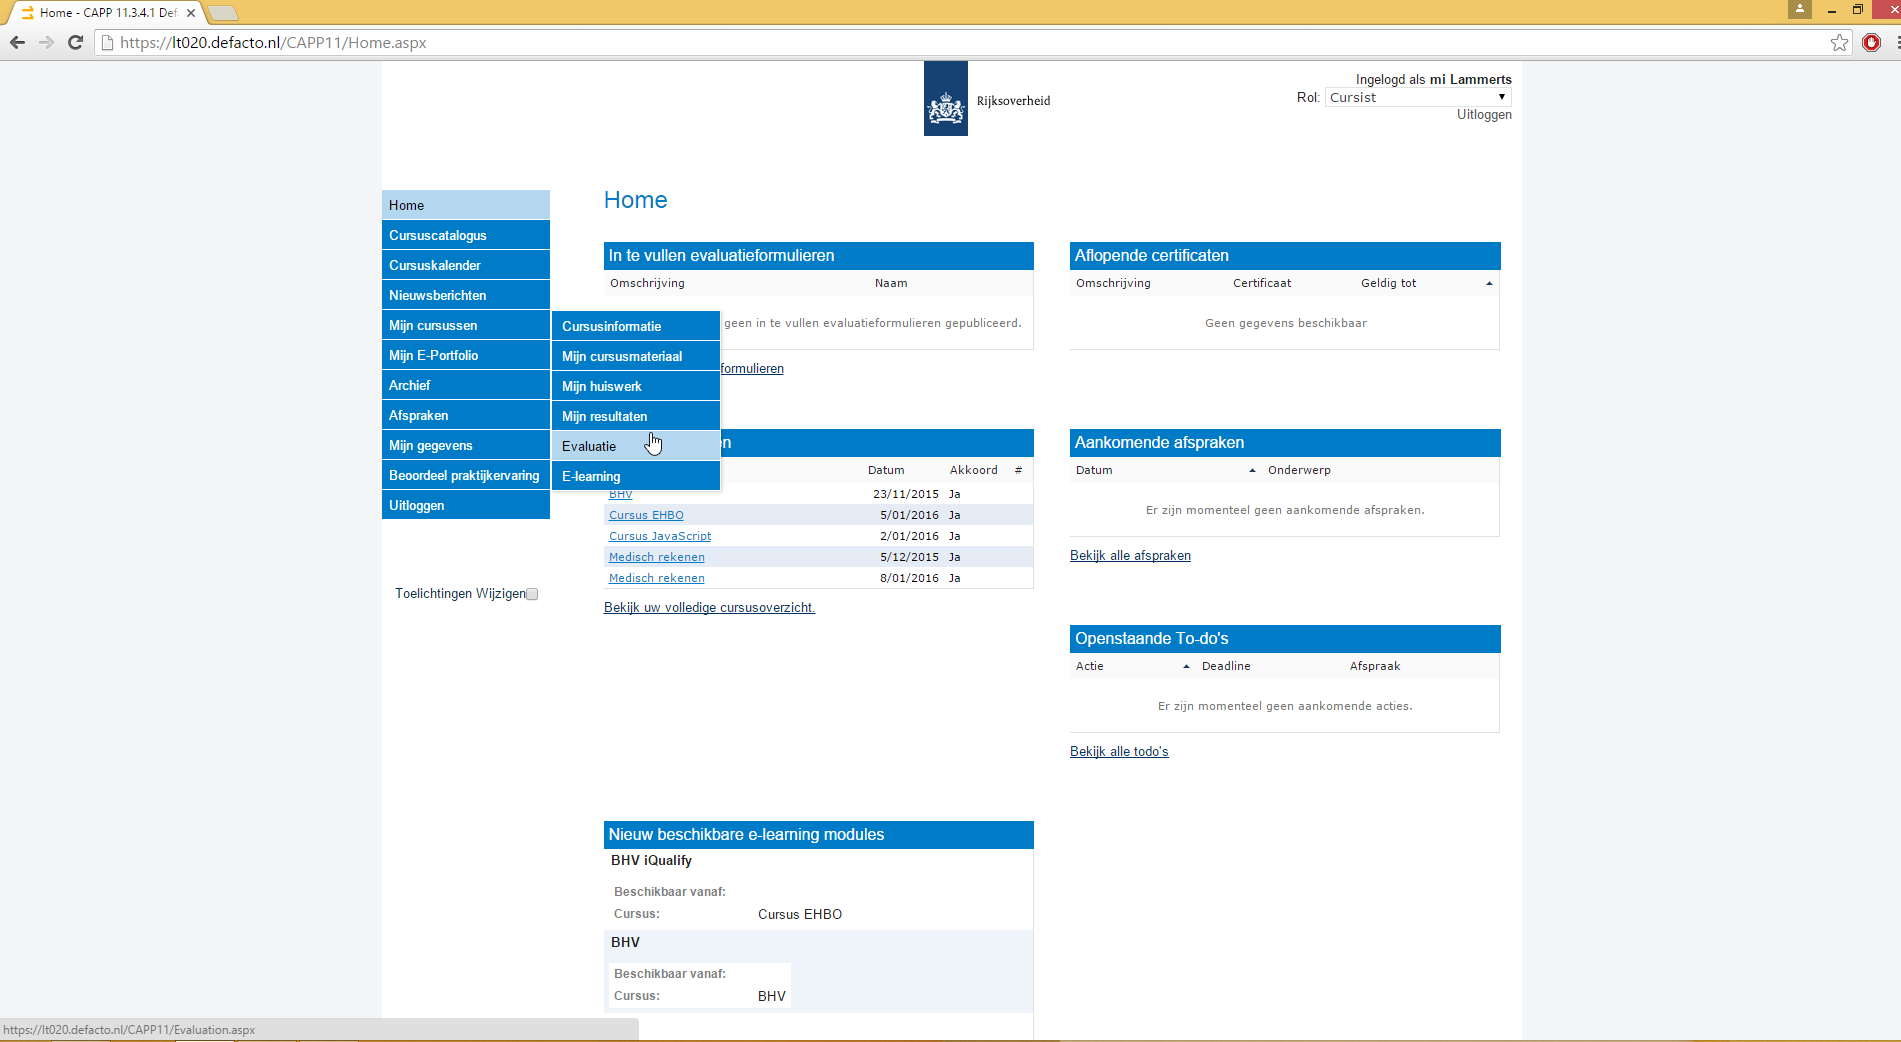 Home - CAPP 11.3.4.1 Def
https://lt020.defacto.nl/CAPP11/Home.aspx
Rijksoverheid
Ingelogd als mi Lammerts
Rol: Cursist
Uitloggen
Home
Cursuscatalogus
Cursuskalender
Nieuwsberichten
Mijn cursussen
Mijn E-Portfolio
Archief
Afspraken
Mijn gegevens
Beoordeel praktijkervaring
Uitloggen
Toelichtingen Wijzigen
Cursusinformatie
Mijn cursusmateriaal
Mijn huiswerk
Mijn resultaten
Evaluatie
E-learning
Home
In te vullen evaluatieformulieren
Omschrijving Naam
geen in te vullen evaluatieformulieren gepubliceerd.
formulieren
Datum Akkoord #
BHV 23/11/2015 Ja
Cursus EHBO 5/01/2016 Ja
Cursus JavaScript 2/01/2016 Ja
Medisch rekenen 5/12/2015 Ja
Medisch rekenen 8/01/2016 Ja
Bekijk uw volledige cursusoverzicht.
Nieuw beschikbare e-learning modules
BHV iQualify
Beschikbaar vanaf:
Cursus: Cursus EHBO
BHV
Beschikbaar vanaf:
Cursus: BHV
Aflopende certificaten
Omschrijving Certificaat Geldig tot
Geen gegevens beschikbaar
Aankomende afspraken
Datum Onderwerp
Er zijn momenteel geen aankomende afspraken.
Bekijk alle afspraken
Openstaande To-do's
Actie Deadline Afspraak
Er zijn momenteel geen aankomende acties.
Bekijk alle todo's
https://lt020.defacto.nl/CAPP11/Evaluation.aspx